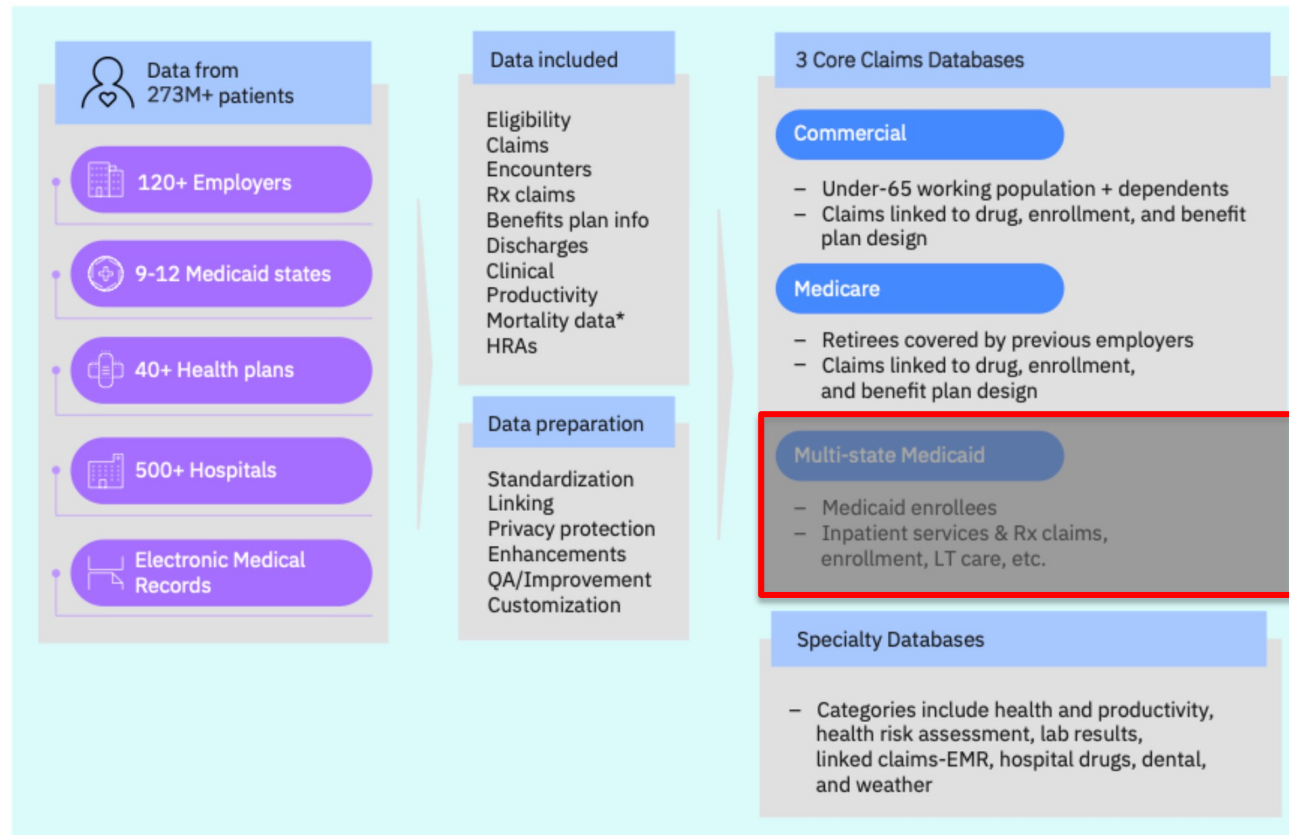 Data from
273M+ patients
120+ Employers
9-12 Medicaid states
40+ Health plans
500+ Hospitals
Electronic Medical
Records
Data included
Eligibility
Claims
Encounters
Rx claims
Benefits plan info
Discharges
Clinical
Productivity
Mortality data*
HRAs
Data preparation
Standardization
Linking
Privacy protection
Enhancements
QA/Improvement
Customization
3 Core Claims Databases
Commercial
– Under-65 working population + dependents
– Claims linked to drug, enrollment, and benefit
plan design
Medicare
– Retirees covered by previous employers
– Claims linked to drug, enrollment,
and benefit plan design
Multi-state Medicaid
– Medicaid enrollees
– Inpatient services & Rx claims,
enrollment, LT care, etc.
Specialty Databases
– Categories include health and productivity,
health risk assessment, lab results,
linked claims-EMR, hospital drugs, dental,
and weather